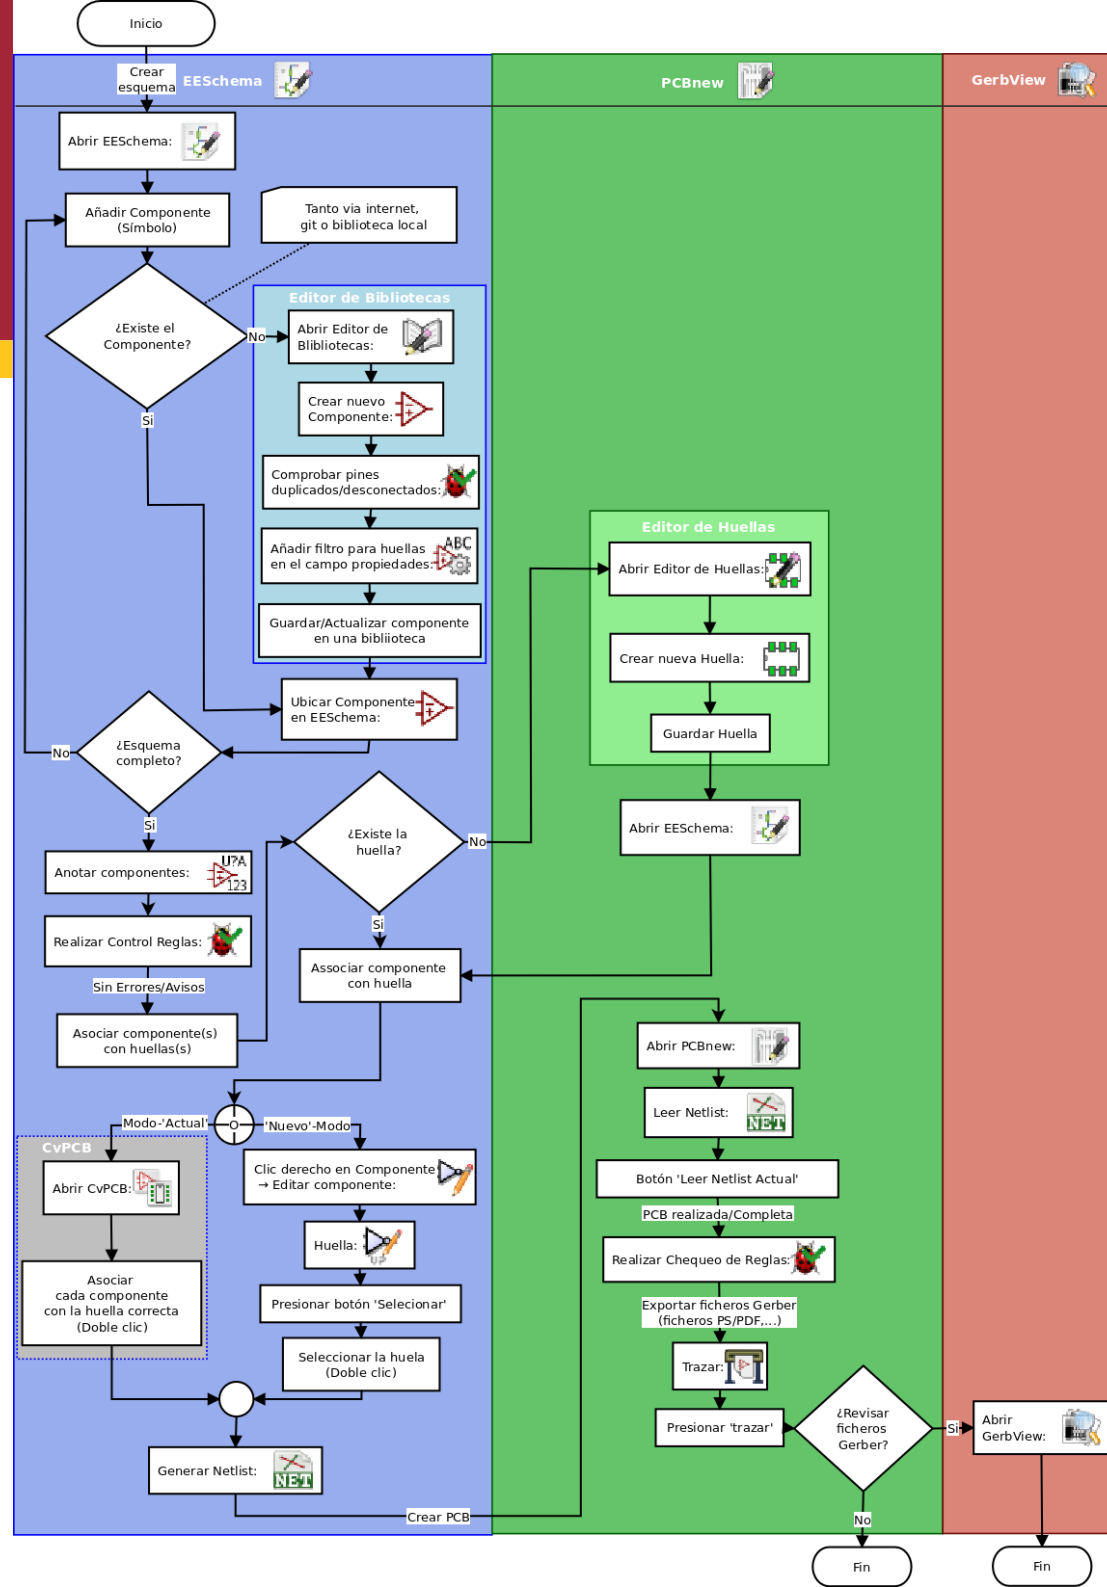 Inicio
Crear
esquema
EESchema
PCBnew
GerbView
Abrir EESchema:
Añadir Componente
(Símbolo)
Tanto via internet,
git o biblioteca local
¿Existe el
Componente?
No
Si
Editor de Bibliotecas
Abrir Editor de
Blibliotecas:
Crear nuevo
Componente:
Comprobar pines
duplicados/desconectados:
Añadir filtro para huellas
en el campo propiedades:
ABC
Guardar/Actualizar componente
en una bibliioteca
Ubicar Componente
en EESchema:
¿Esquema
completo?
No
Si
Anotar componentes:
U?A
123
Realizar Control Reglas:
Sin Errores/Avisos
Asociar componente(s)
con huellas(s)
¿Existe la
huella?
No
Si
Editor de Huellas
Abrir Editor de Huellas:
Crear nueva Huella:
Guardar Huella
Abrir EESchema:
Associar componente
con huella
O
Modo-'Actual'
'Nuevo'-Modo
CvPCB
Abrir CvPCB:
Asociar
cada componente
con la huella correcta
(Doble clic)
Clic derecho en Componente
→ Editar componente:
Huella:
Presionar botón 'Selecionar'
Seleccionar la huela
(Doble clic)
Generar Netlist:
NET
Crear PCB
Abrir PCBnew:
Leer Netlist:
NET
Botón 'Leer Netlist Actual'
PCB realizada/Completa
Realizar Chequeo de Reglas:
Exportar ficheros Gerber
(ficheros PS/PDF,...)
Trazar:
Presionar 'trazar'
¿Revisar
ficheros
Gerber?
Si
No
Abrir
GerbView:
Fin
Fin